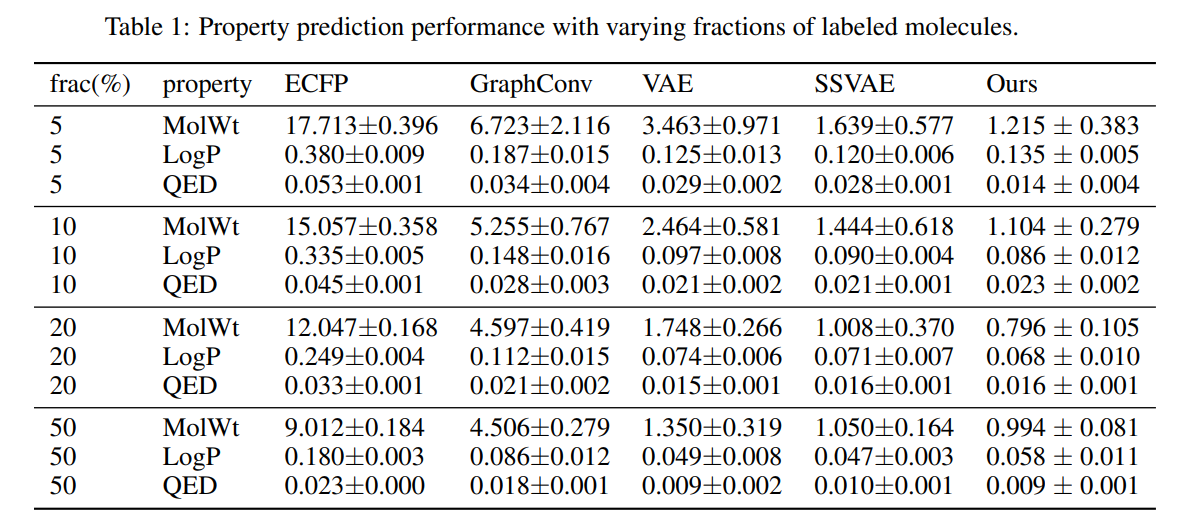 Table 1: Property prediction performance with varying fractions of labeled molecules.
frac(%) property ECFP GraphConv VAE SSVAE Ours
5 MolWt 17.713±0.396 6.723±2.116 3.463±0.971 1.639±0.577 1.215 ± 0.383
5 LogP 0.380±0.009 0.187±0.015 0.125±0.013 0.120±0.006 0.135 ± 0.005
5 QED 0.053±0.001 0.034±0.004 0.029±0.002 0.028±0.001 0.014 ± 0.004
10 MolWt 15.057±0.358 5.255±0.767 2.464±0.581 1.444±0.618 1.104 ± 0.279
10 LogP 0.335±0.005 0.148±0.016 0.097±0.008 0.090±0.004 0.086 ± 0.012
10 QED 0.045±0.001 0.028±0.003 0.021±0.002 0.021±0.001 0.023 ± 0.002
20 MolWt 12.047±0.168 4.597±0.419 1.748±0.266 1.008±0.370 0.796 ± 0.105
20 LogP 0.249±0.004 0.112±0.015 0.074±0.006 0.071±0.007 0.068 ± 0.010
20 QED 0.033±0.001 0.021±0.002 0.015±0.001 0.016±0.001 0.016 ± 0.001
50 MolWt 9.012±0.184 4.506±0.279 1.350±0.319 1.050±0.164 0.994 ± 0.081
50 LogP 0.180±0.003 0.086±0.012 0.049±0.008 0.047±0.003 0.058 ± 0.011
50 QED 0.023±0.000 0.018±0.001 0.009±0.002 0.010±0.001 0.009 ± 0.001